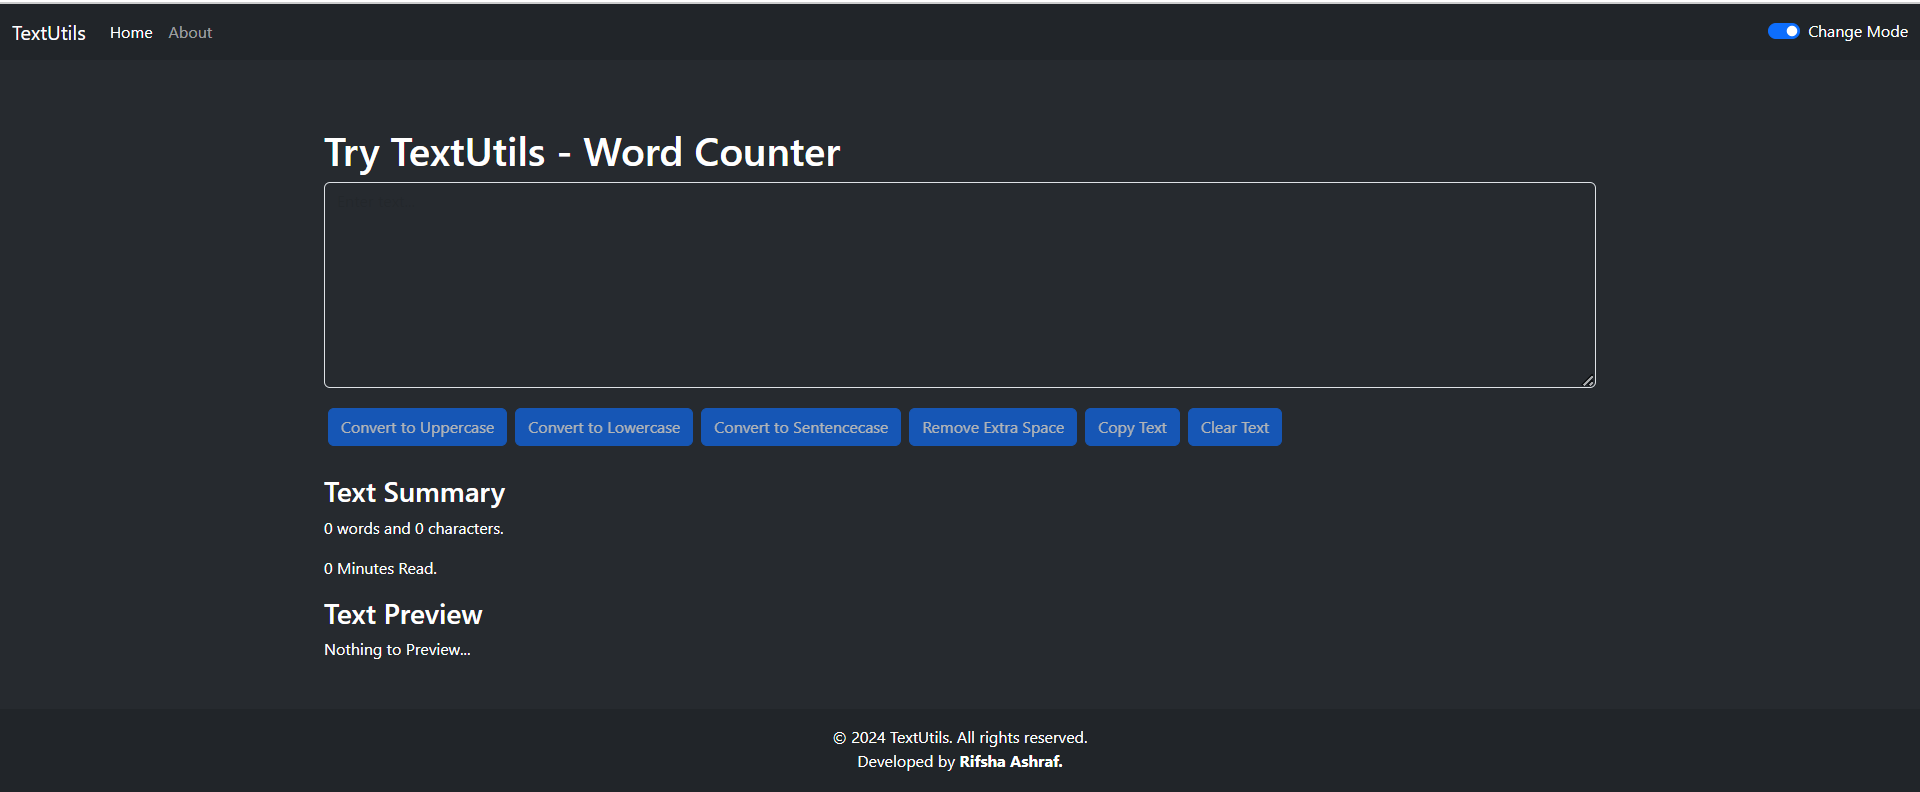 TextUtils Home About Change Mode
Try TextUtils - Word Counter
Convert to Uppercase Convert to Lowercase Convert to Sentencecase Remove Extra Space Copy Text Clear Text
Text Summary
0 words and 0 characters.
0 Minutes Read.
Text Preview
Nothing to Preview...
© 2024 TextUtils. All rights reserved.
Developed by Rifsha Ashraf.